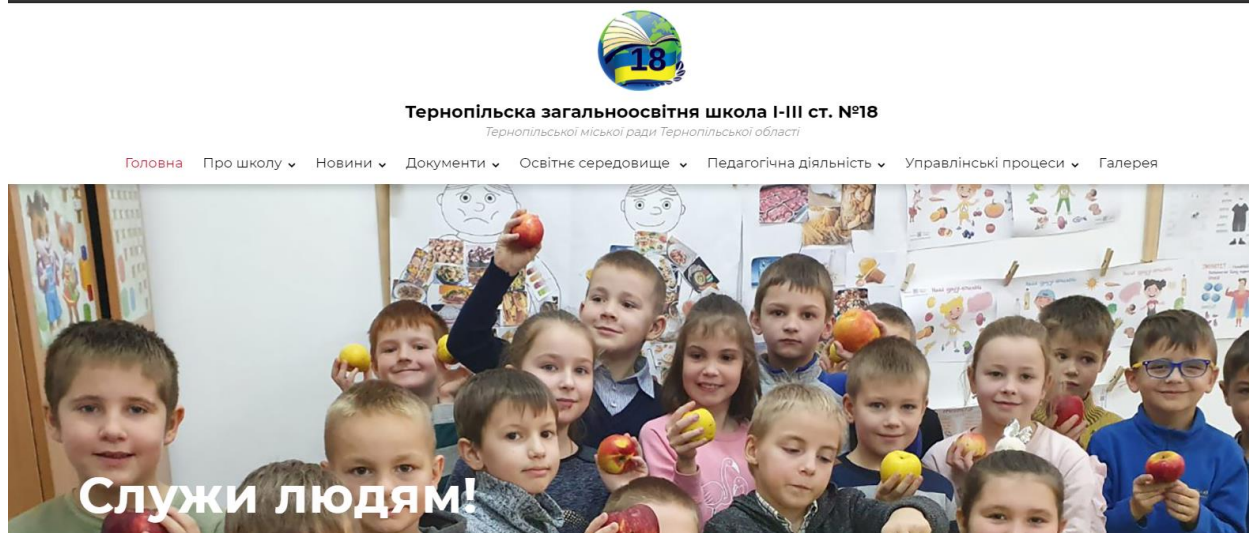 18
Тернопільска загальноосвітня школа І-ІІІ ст. №18
Тернопільської міської ради Тернопільської області
Головна Про школу Новини Документи Освітнє середовище Педагогічна діяльність Управлінські процеси Галерея
Служи людям!